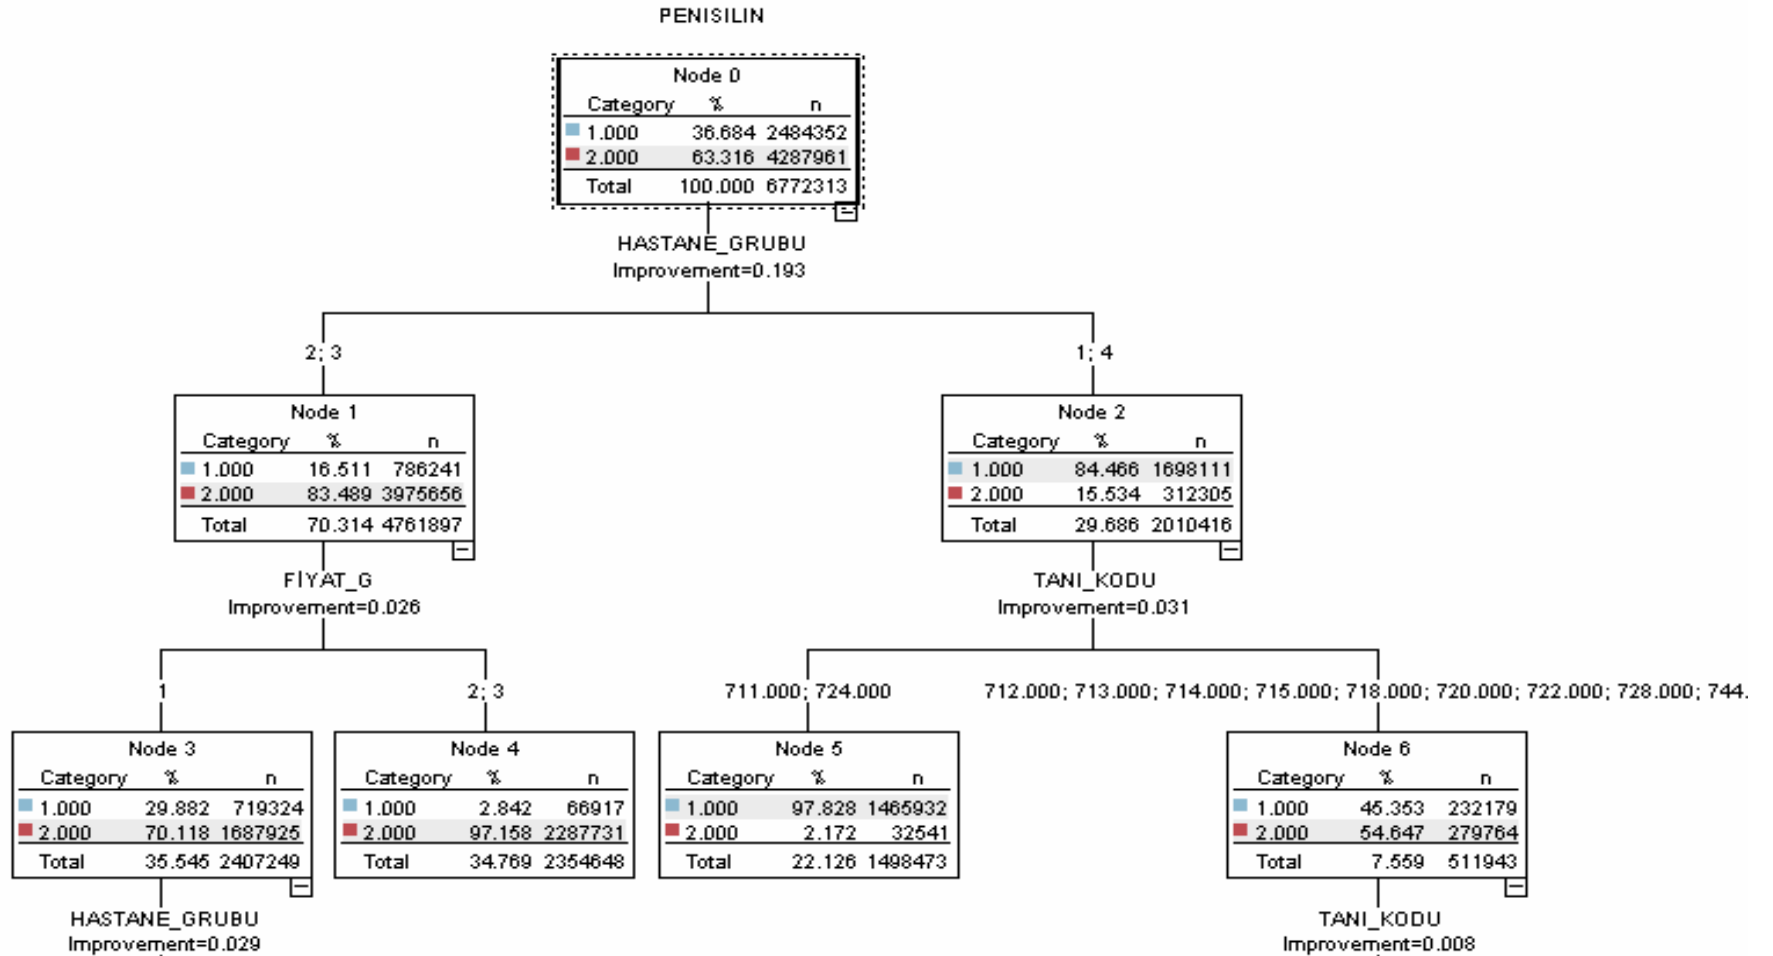 PENISILIN
Node 0
Category % n
1.000 36.684 2484352
2.000 63.316 4287961
Total 100.000 6772313
HASTANE_GRUBU
Improvement=0.193
2; 3
1; 4
Node 1
Category % n
1.000 16.511 786241
2.000 83.489 3975656
Total 70.314 4761897
FİYAT_G
Improvement=0.026
Node 2
Category % n
1.000 84.466 1698111
2.000 15.534 312305
Total 29.686 2010416
TANI_KODU
Improvement=0.031
1
2; 3
711.000; 724.000
712.000; 713.000; 714.000; 715.000; 718.000; 720.000; 722.000; 728.000; 744.
Node 3
Category % n
1.000 29.882 719324
2.000 70.118 1687925
Total 35.545 2407249
HASTANE_GRUBU
Improvement=0.029
Node 4
Category % n
1.000 2.842 66917
2.000 97.158 2287731
Total 34.769 2354648
Node 5
Category % n
1.000 97.828 1465932
2.000 2.172 32541
Total 22.126 1498473
Node 6
Category % n
1.000 45.353 232179
2.000 54.647 279764
Total 7.559 511943
TANI_KODU
Improvement=0.008